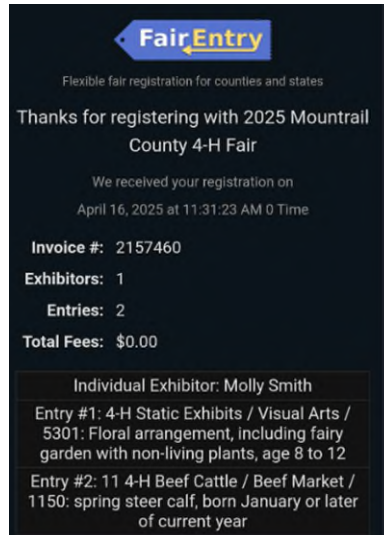 FairEntry
Flexible fair registration for counties and states
Thanks for registering with 2025 Mountrail
County 4-H Fair
We received your registration on
April 16, 2025 at 11:31:23 AM 0 Time
Invoice #: 2157460
Exhibitors: 1
Entries: 2
Total Fees: $0.00
Individual Exhibitor: Molly Smith
Entry #1: 4-H Static Exhibits / Visual Arts /
5301: Floral arrangement, including fairy
garden with non-living plants, age 8 to 12
Entry #2: 11 4-H Beef Cattle / Beef Market /
1150: spring steer calf, born January or later
of current year